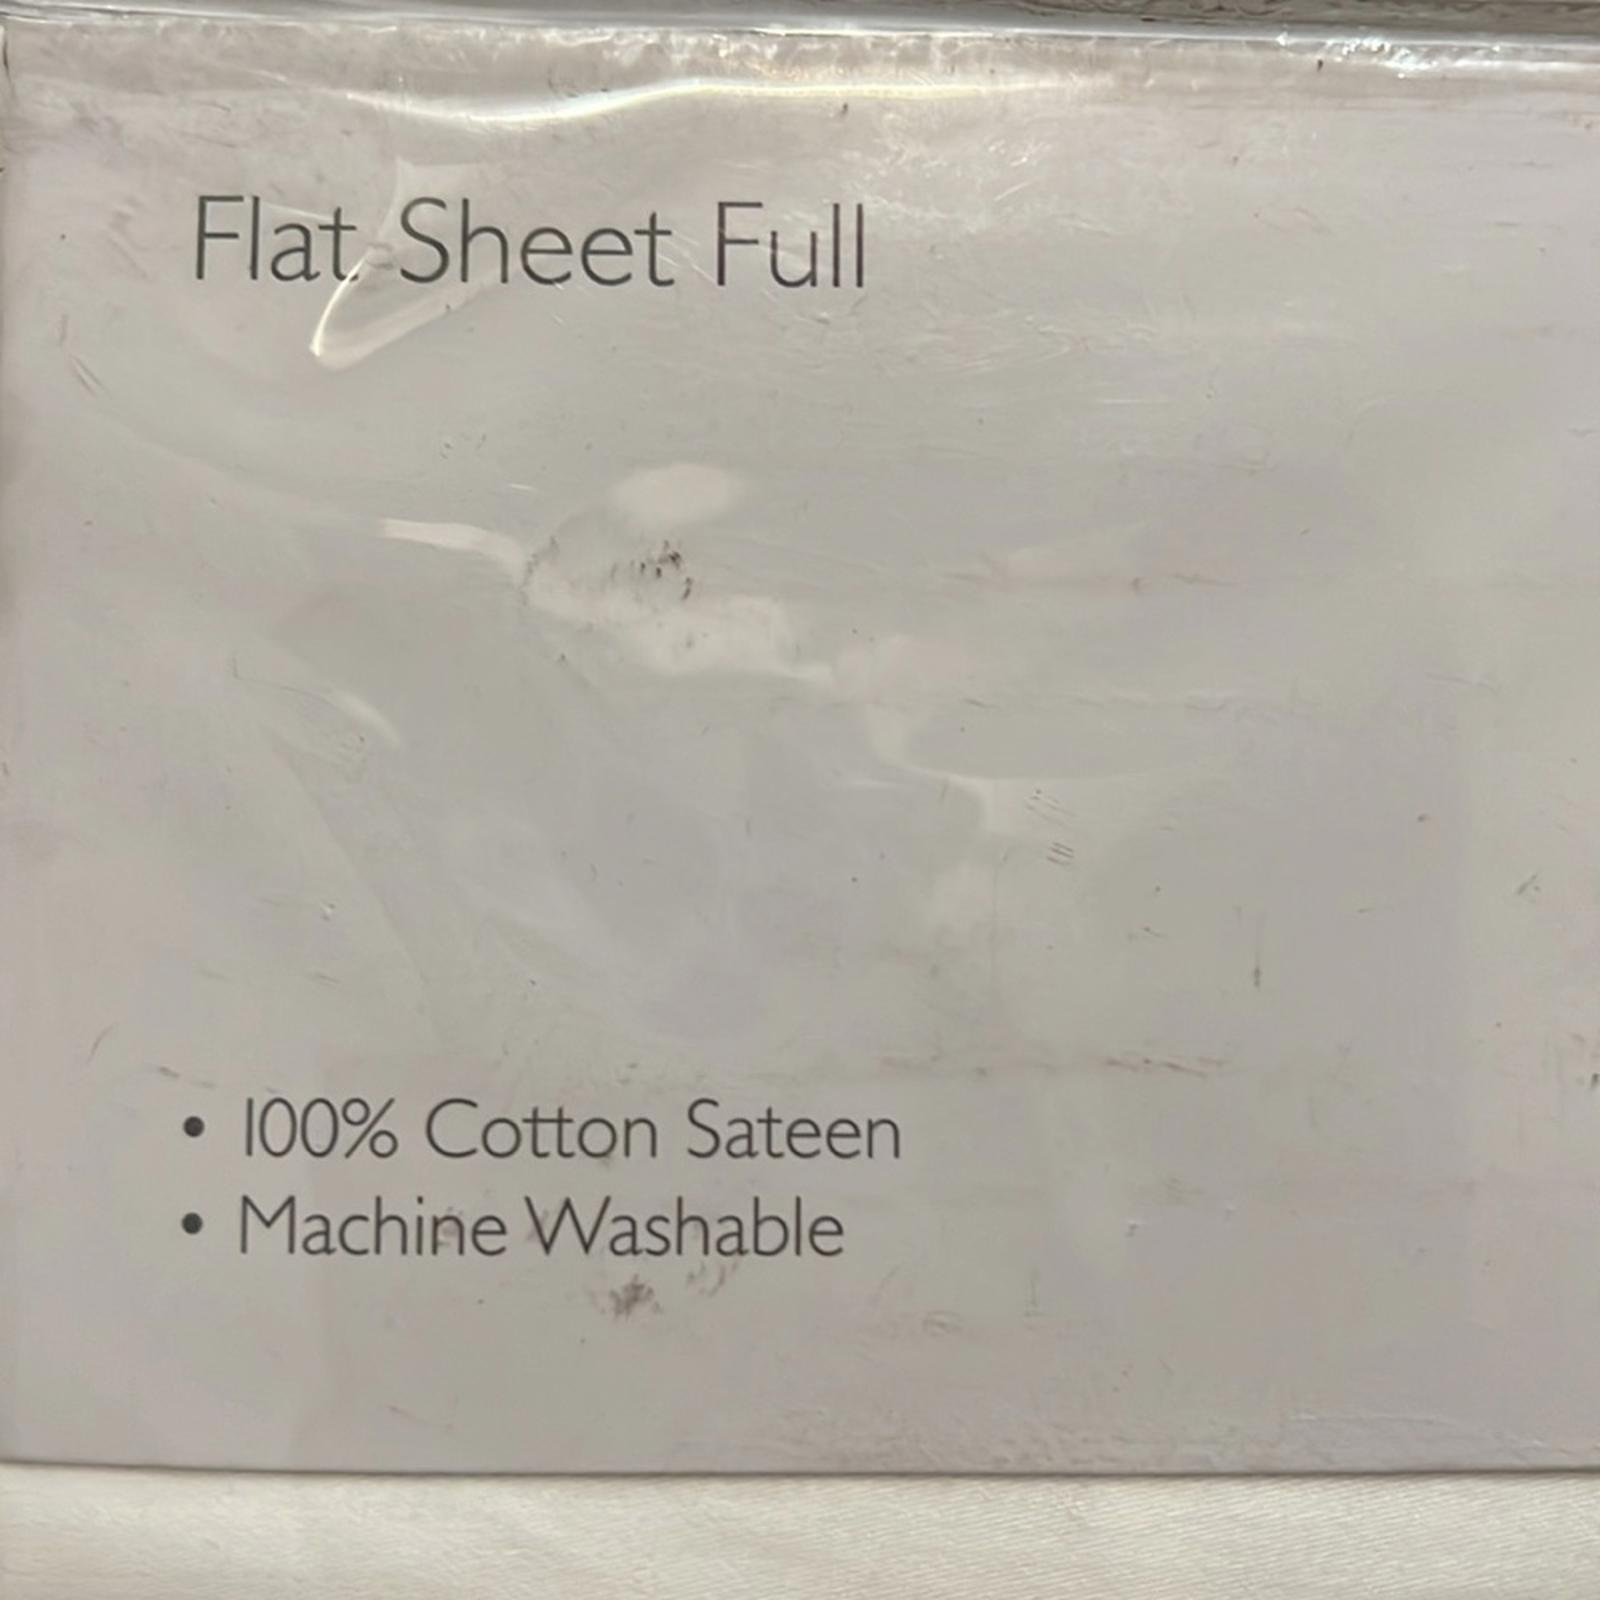 Flat Sheet Full
• 100% Cotton Sateen
• Machine Washable